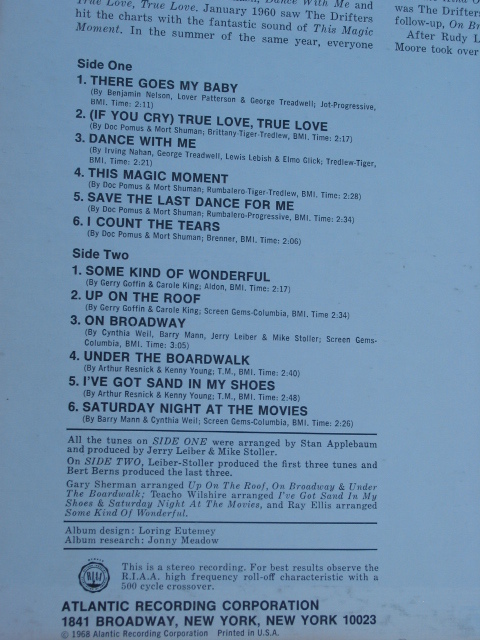 True Love, True Love. January 1960 saw The Drifters
hit the charts with the fantastic sound of This Magic
Moment. In the summer of the same year, everyone
was The Drifters
follow-up, On Br
After Rudy L
Moore took over
Side One
1. THERE GOES MY BABY
(By Benjamin Nelson, Lover Patterson & George Treadwell; Jot-Progressive,
BMI. Time: 2:11)
2. (IF YOU CRY) TRUE LOVE, TRUE LOVE
(By Doc Pomus & Mort Shuman; Brittany-Tiger-Tredlew, BMI. Time: 2:17)
3. DANCE WITH ME
(By Irving Nahan, George Treadwell, Lewis Lebish & Elmo Glick; Tredlew-Tiger,
BMI. Time: 2:21)
4. THIS MAGIC MOMENT
(By Doc Pomus & Mort Shuman; Rumbalero-Tiger-Tredlew, BMI. Time: 2:28)
5. SAVE THE LAST DANCE FOR ME
(By Doc Pomus & Mort Shuman; Rumbalero-Progressive, BMI. Time: 2:34)
6. I COUNT THE TEARS
(By Doc Pomus & Mort Shuman; Brenner, BMI. Time: 2:06)
Side Two
1. SOME KIND OF WONDERFUL
(By Gerry Goffin & Carole King; Aldon, BMI. Time: 2:17)
2. UP ON THE ROOF
(By Gerry Goffin & Carole King; Screen Gems-Columbia, BMI. Time 2:34)
3. ON BROADWAY
(By Cynthia Weil, Barry Mann, Jerry Leiber & Mike Stoller; Screen Gems-
Columbia, BMI. Time: 3:05)
4. UNDER THE BOARDWALK
(By Arthur Resnick & Kenny Young; T.M., BMI. Time: 2:40)
5. I'VE GOT SAND IN MY SHOES
(By Arthur Resnick & Kenny Young; T.M., BMI. Time: 2:48)
6. SATURDAY NIGHT AT THE MOVIES
(By Barry Mann & Cynthia Weil; Screen Gems-Columbia, BMI. Time: 2:26)
All the tunes on SIDE ONE were arranged by Stan Applebaum
and produced by Jerry Leiber & Mike Stoller.
On SIDE TWO, Leiber-Stoller produced the first three tunes and
Bert Berns produced the last three.
Gary Sherman arranged Up On The Roof, On Broadway & Under
The Boardwalk; Teacho Wilshire arranged I've Got Sand In My
Shoes & Saturday Night At The Movies, and Ray Ellis arranged
Some Kind Of Wonderful.
Album design: Loring Eutemey
Album research: Jonny Meadow
This is a stereo recording. For best results observe the
R.I.A.A. high frequency roll-off characteristic with a
500 cycle crossover.
ATLANTIC RECORDING CORPORATION
1841 BROADWAY, NEW YORK, NEW YORK 10023
© 1968 Alantic Recording Corporation Printed in U.S.A.